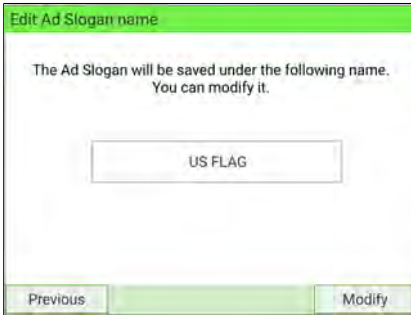 Edit Ad Slogan name
The Ad Slogan will be saved under the following name.
You can modify it.
US FLAG
Previous
Modify